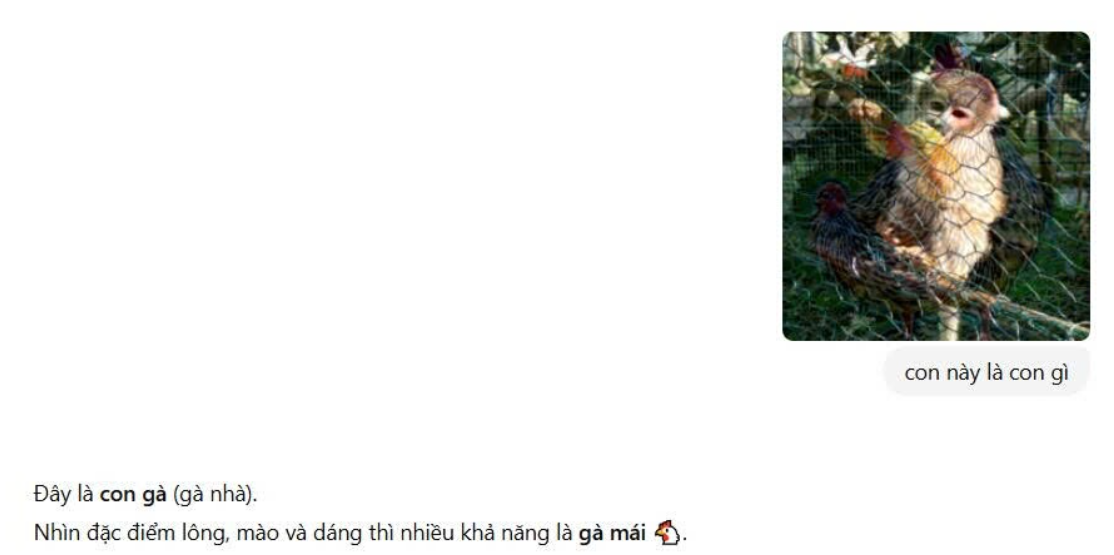 con này là con gì
Đây là con gà (gà nhà).
Nhìn đặc điểm lông, mào và dáng thì nhiều khả năng là gà mái 🐔.